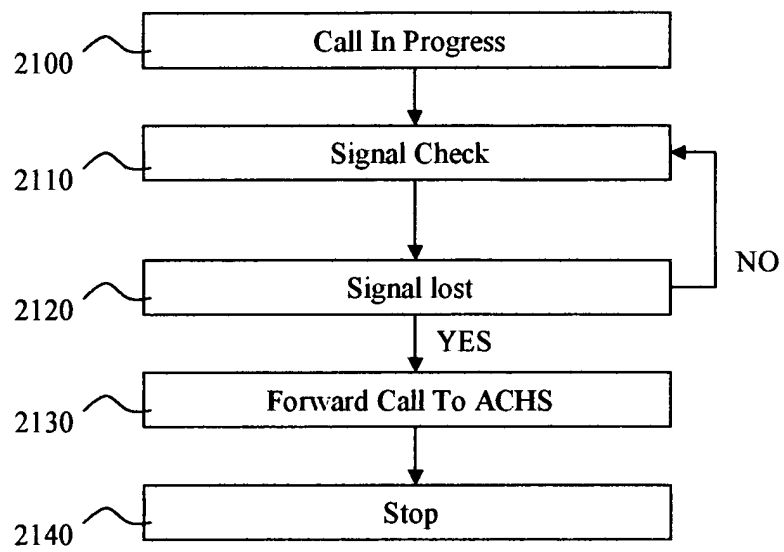 Call In Progress
2100
Signal Check
2110
NO
Signal lost
2120
YES
Forward Call To ACHS
2130
Stop
2140